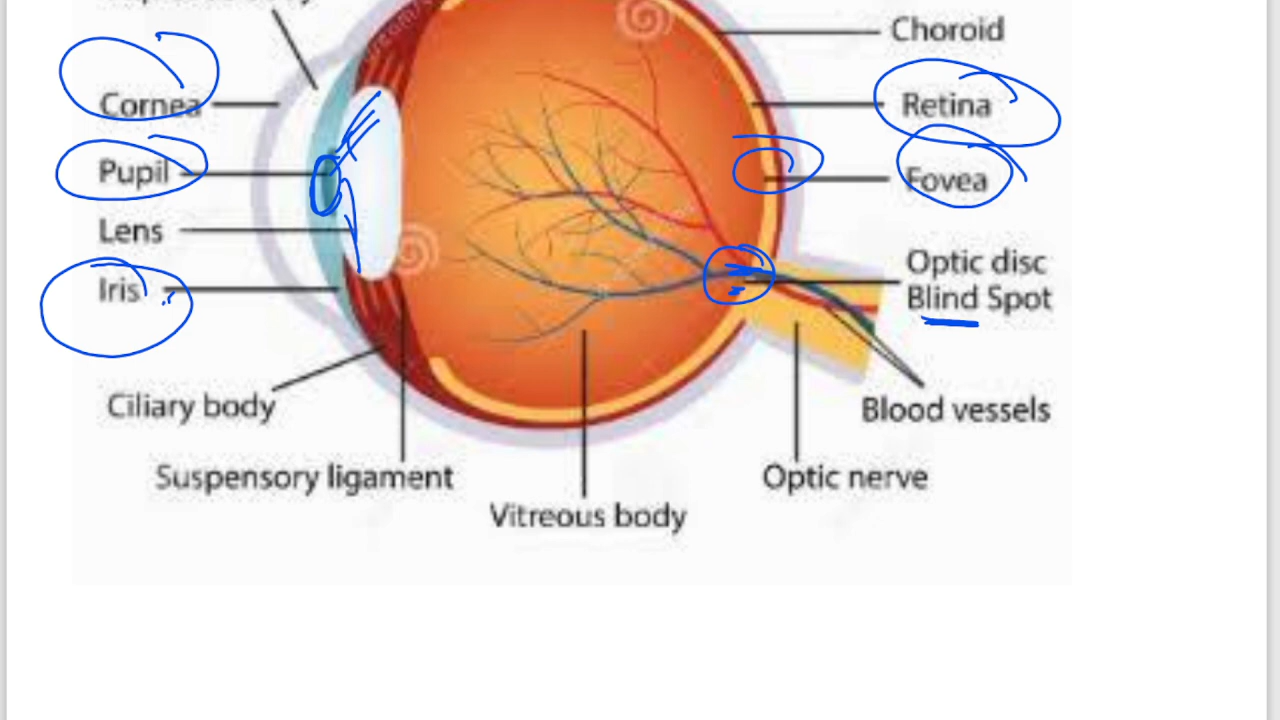 Choroid
Cornea
Retina
Pupil
Fovea
Lens
Optic disc
Iris
Blind Spot
Ciliary body
Blood vessels
Suspensory ligament
Optic nerve
Vitreous body